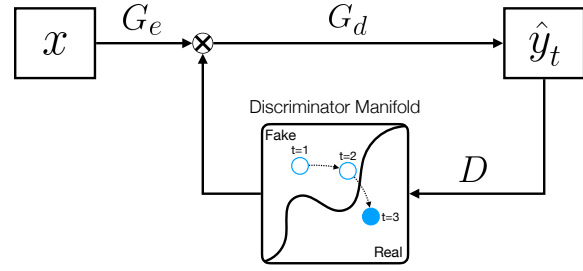 x
G_e
G_d
ŷ_t
Discriminator Manifold
Fake
t=1
t=2
t=3
Real
D